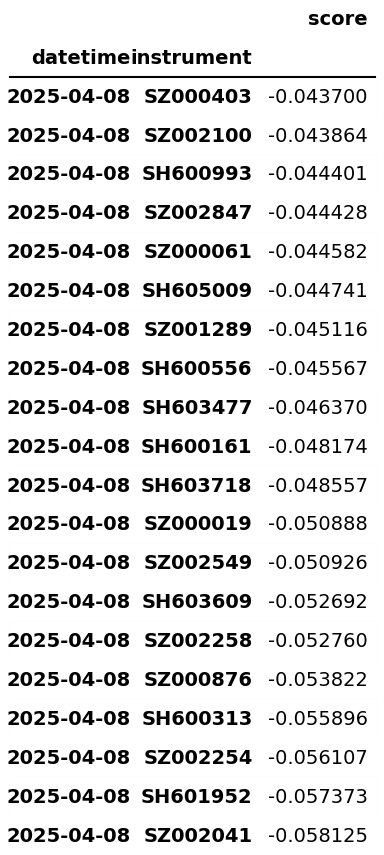 score
datetime instrument
2025-04-08 SZ000403 -0.043700
2025-04-08 SZ002100 -0.043864
2025-04-08 SH600993 -0.044401
2025-04-08 SZ002847 -0.044428
2025-04-08 SZ000061 -0.044582
2025-04-08 SH605009 -0.044741
2025-04-08 SZ001289 -0.045116
2025-04-08 SH600556 -0.045567
2025-04-08 SH603477 -0.046370
2025-04-08 SH600161 -0.048174
2025-04-08 SH603718 -0.048557
2025-04-08 SZ000019 -0.050888
2025-04-08 SZ002549 -0.050926
2025-04-08 SH603609 -0.052692
2025-04-08 SZ002258 -0.052760
2025-04-08 SZ000876 -0.053822
2025-04-08 SH600313 -0.055896
2025-04-08 SZ002254 -0.056107
2025-04-08 SH601952 -0.057373
2025-04-08 SZ002041 -0.058125